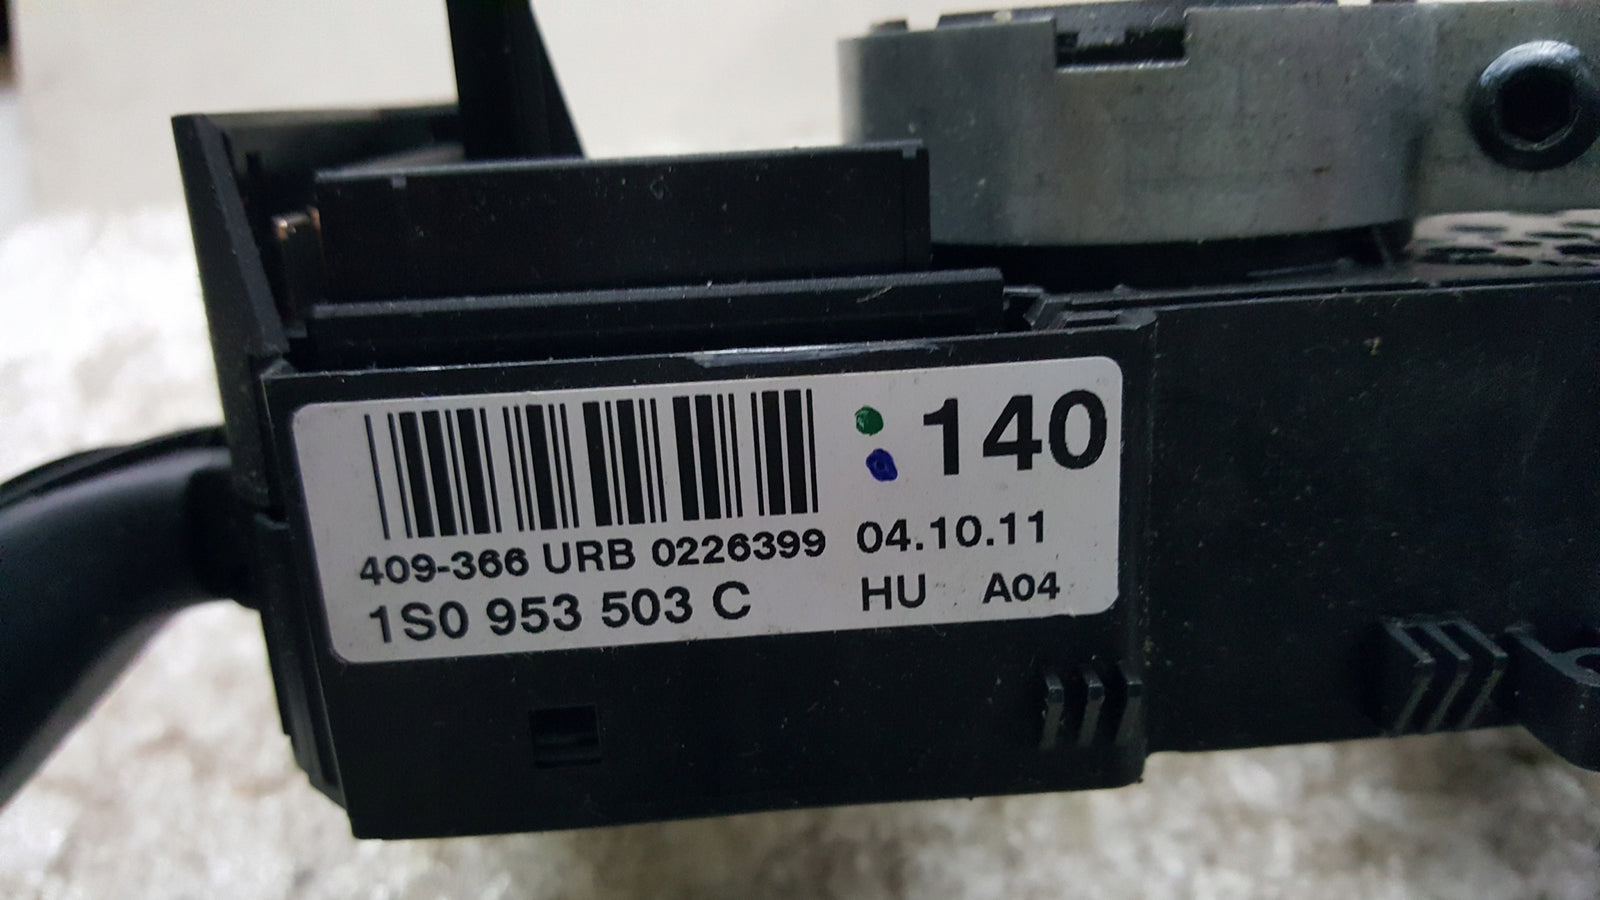 140
409-366 URB 0226399 04.10.11
1S0 953 503 C HU A04